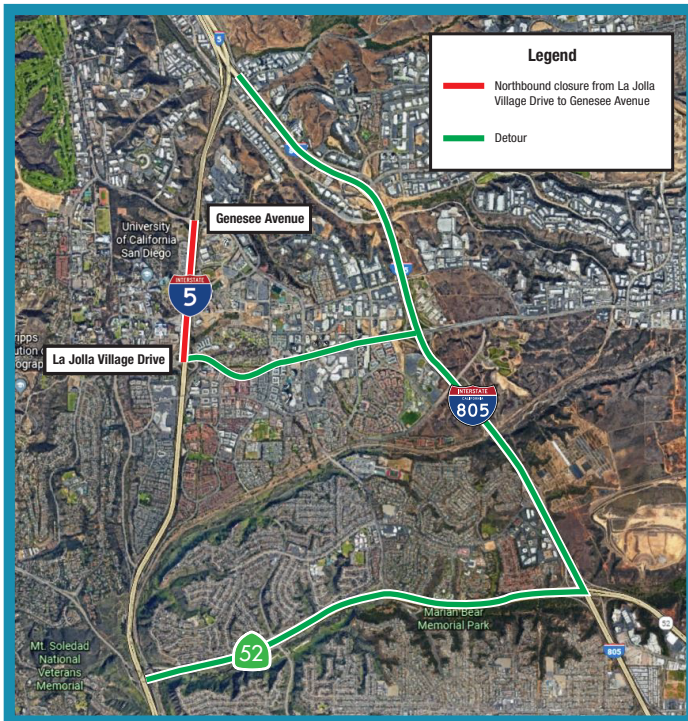 5
Legend
Northbound closure from La Jolla
Village Drive to Genesee Avenue
Detour
Genesee Avenue
University
of California
San Diego
INTERSTATE
5
La Jolla Village Drive
INTERSTATE
CALIFORNIA
805
Marian Bear
Memorial Park
52
52
805
Mt. Soledad
National
Veterans
Memorial